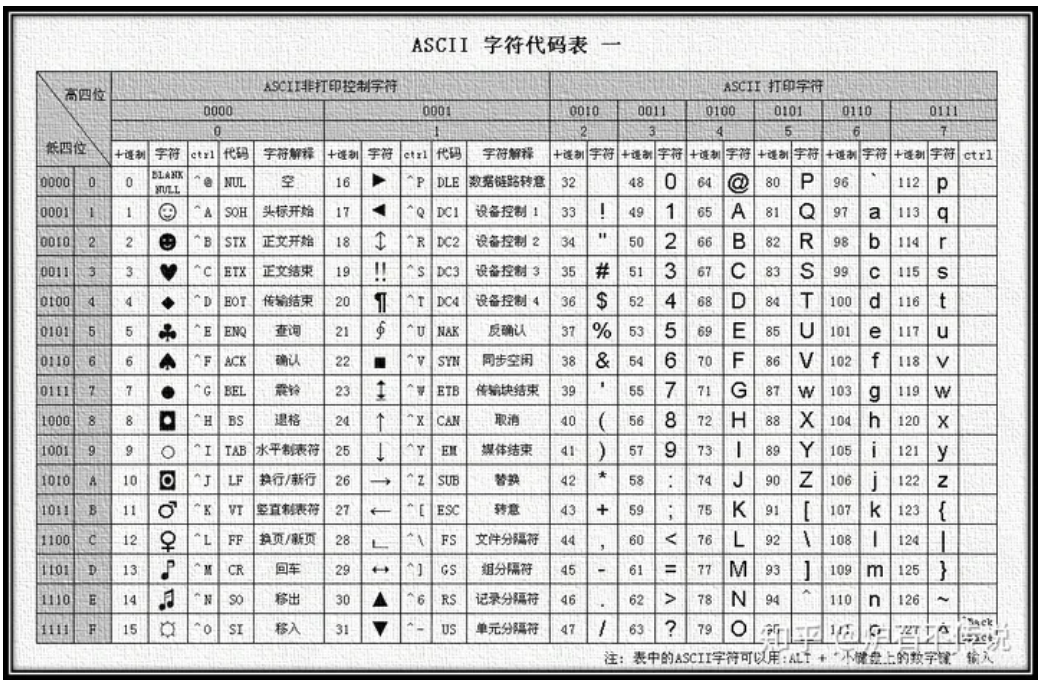 ASCII 字符代码表 一
高四位 ASCII非打印控制字符 ASCII 打印字符
0000 0001 0010 0011 0100 0101 0110 0111
0 1 2 3 4 5 6 7
低四位 十进制 字符 ctrl 代码 字符解释 十进制 字符 ctrl 代码 字符解释 十进制 字符 十进制 字符 十进制 字符 十进制 字符 十进制 字符 十进制 字符 ctrl
0000 0 0 BLANK NULL ^@ NUL 空 16 ► ^P DLE 数据链路转意 32 48 0 64 @ 80 P 96 ` 112 p
0001 1 1 ☺ ^A SOH 头标开始 17 ◄ ^Q DC1 设备控制 1 33 ! 49 1 65 A 81 Q 97 a 113 q
0010 2 2 ☻ ^B STX 正文开始 18 ↕ ^R DC2 设备控制 2 34 " 50 2 66 B 82 R 98 b 114 r
0011 3 3 ♥ ^C ETX 正文结束 19 ‼ ^S DC3 设备控制 3 35 # 51 3 67 C 83 S 99 c 115 s
0100 4 4 ♦ ^D EOT 传输结束 20 ¶ ^T DC4 设备控制 4 36 $ 52 4 68 D 84 T 100 d 116 t
0101 5 5 ♣ ^E ENQ 查询 21 ∮ ^U NAK 反确认 37 % 53 5 69 E 85 U 101 e 117 u
0110 6 6 ♠ ^F ACK 确认 22 ■ ^V SYN 同步空闲 38 & 54 6 70 F 86 V 102 f 118 v
0111 7 7 ● ^G BEL 震铃 23 ↨ ^W ETB 传输块结束 39 ' 55 7 71 G 87 w 103 g 119 w
1000 8 8 ◘ ^H BS 退格 24 ↑ ^X CAN 取消 40 ( 56 8 72 H 88 X 104 h 120 x
1001 9 9 ○ ^I TAB 水平制表符 25 ↓ ^Y EM 媒体结束 41 ) 57 9 73 I 89 Y 105 i 121 y
1010 A 10 ◙ ^J LF 换行/新行 26 → ^Z SUB 替换 42 * 58 : 74 J 90 Z 106 j 122 z
1011 B 11 ♂ ^K VT 竖直制表符 27 ← ^[ ESC 转意 43 + 59 ; 75 K 91 [ 107 k 123 {
1100 C 12 ♀ ^L FF 换页/新页 28 ∟ ^\ FS 文件分隔符 44 , 60 < 76 L 92 \ 108 l 124 |
1101 D 13 ♪ ^M CR 回车 29 ↔ ^] GS 组分隔符 45 - 61 = 77 M 93 ] 109 m 125 }
1110 E 14 ♫ ^N SO 移出 30 ▲ ^6 RS 记录分隔符 46 . 62 > 78 N 94 ^ 110 n 126 ~
1111 F 15 ☼ ^O SI 移入 31 ▼ ^- US 单元分隔符 47 / 63 ? 79 O
注: 表中的ASCII字符可以用:ALT + 小键盘上的数字键 输入